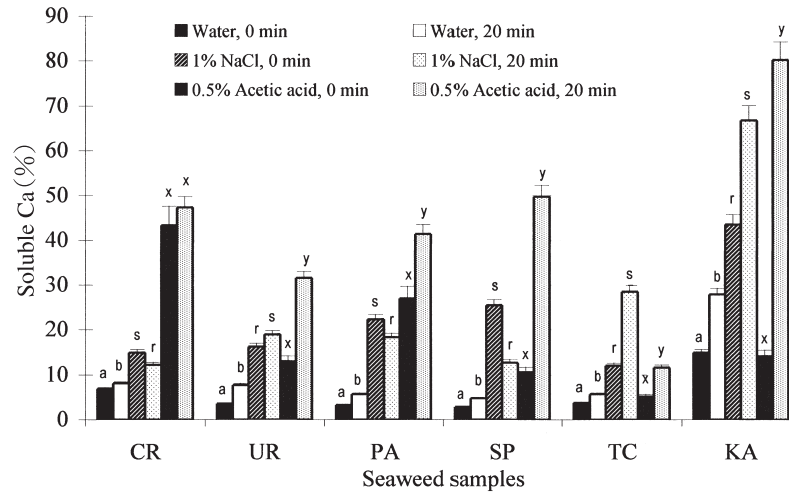 90
80
70
60
50
40
30
20
10
0
Soluble Ca(%)
Water, 0 min
Water, 20 min
1% NaCl, 0 min
1% NaCl, 20 min
0.5% Acetic acid, 0 min
0.5% Acetic acid, 20 min
a b s r x x
a b r s x y
a b s r x y
a b s r x y
a b r s x y
a b r s x y
CR UR PA SP TC KA
Seaweed samples